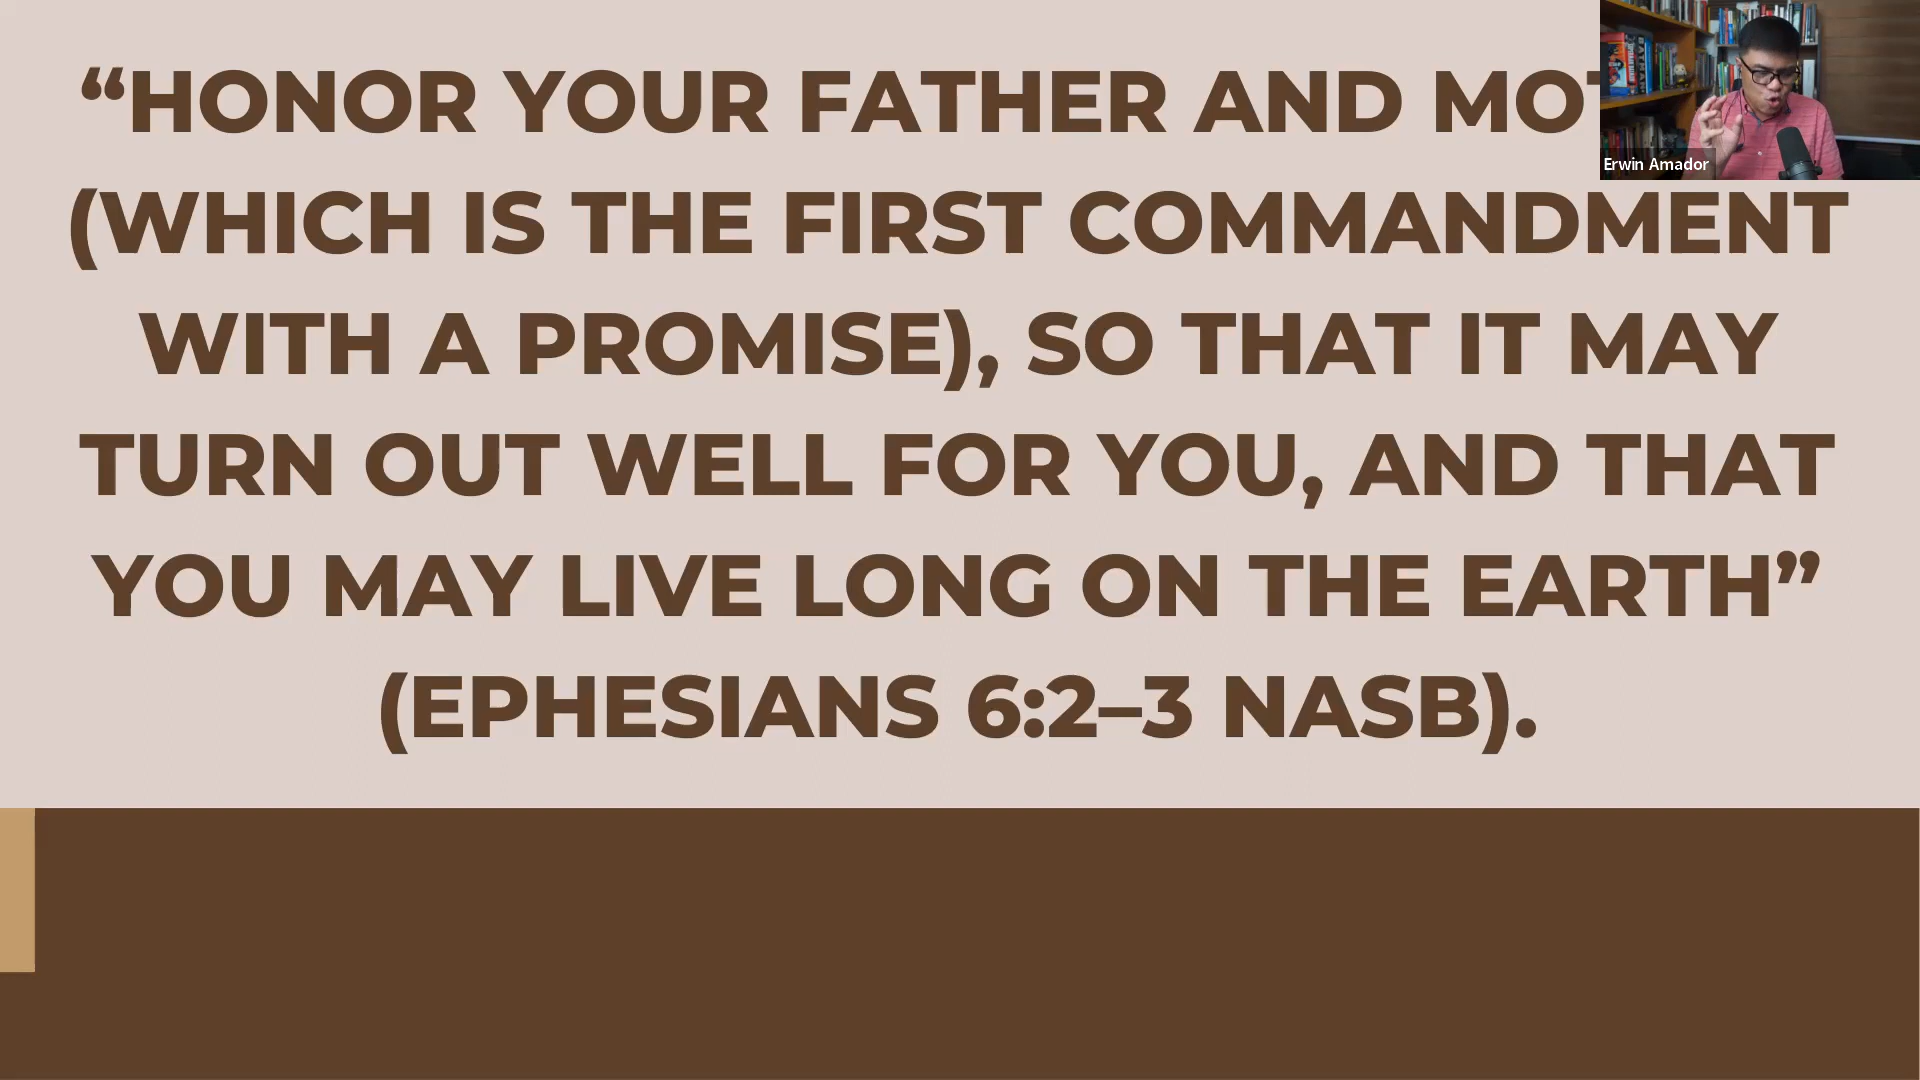 “HONOR YOUR FATHER AND
(WHICH IS THE FIRST COMMANDMENT
WITH A PROMISE), SO THAT IT MAY
TURN OUT WELL FOR YOU, AND THAT
YOU MAY LIVE LONG ON THE EARTH”
(EPHESIANS 6:2–3 NASB).
Erwin Amador